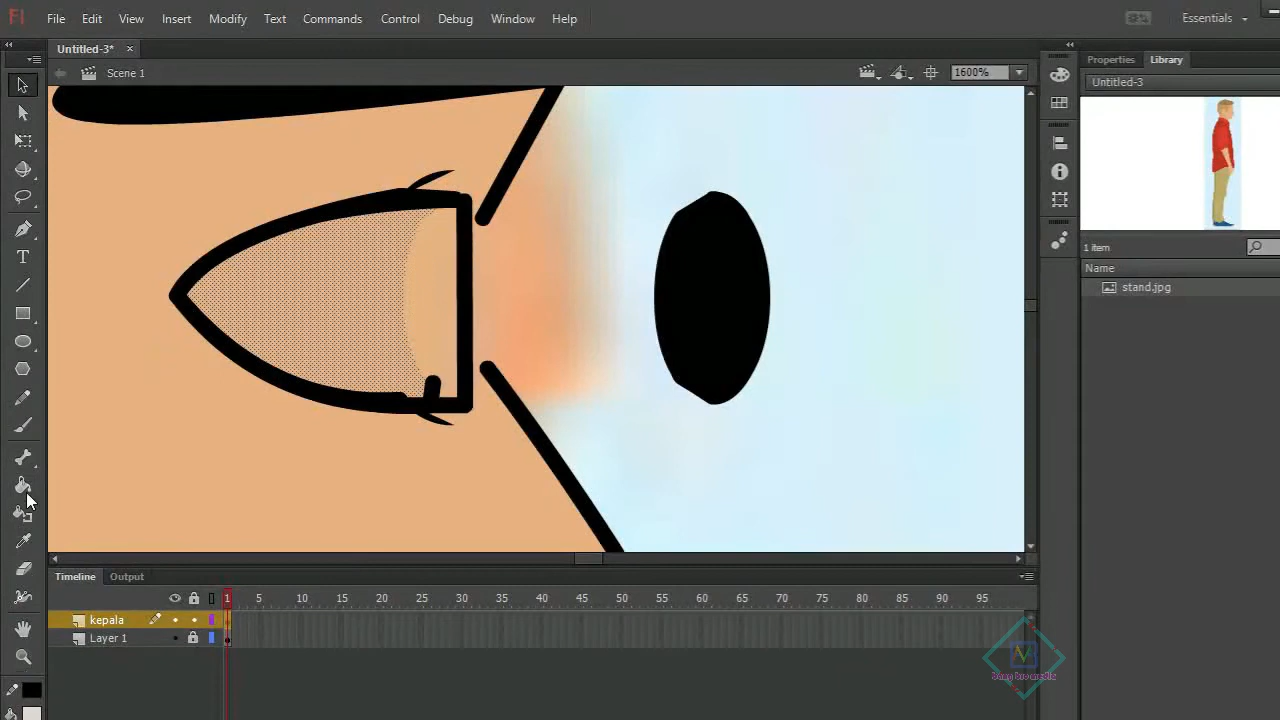 Fl File Edit View Insert Modify Text Commands Control Debug Window Help Essentials
Untitled-3* ×
Properties Library
Scene 1
1600%
Untitled-3
1 item
Name
stand.jpg
T
Timeline Output
1 5 10 15 20 25 30 35 40 45 50 55 60 65 70 75 80 85 90 95
kepala
Layer 1